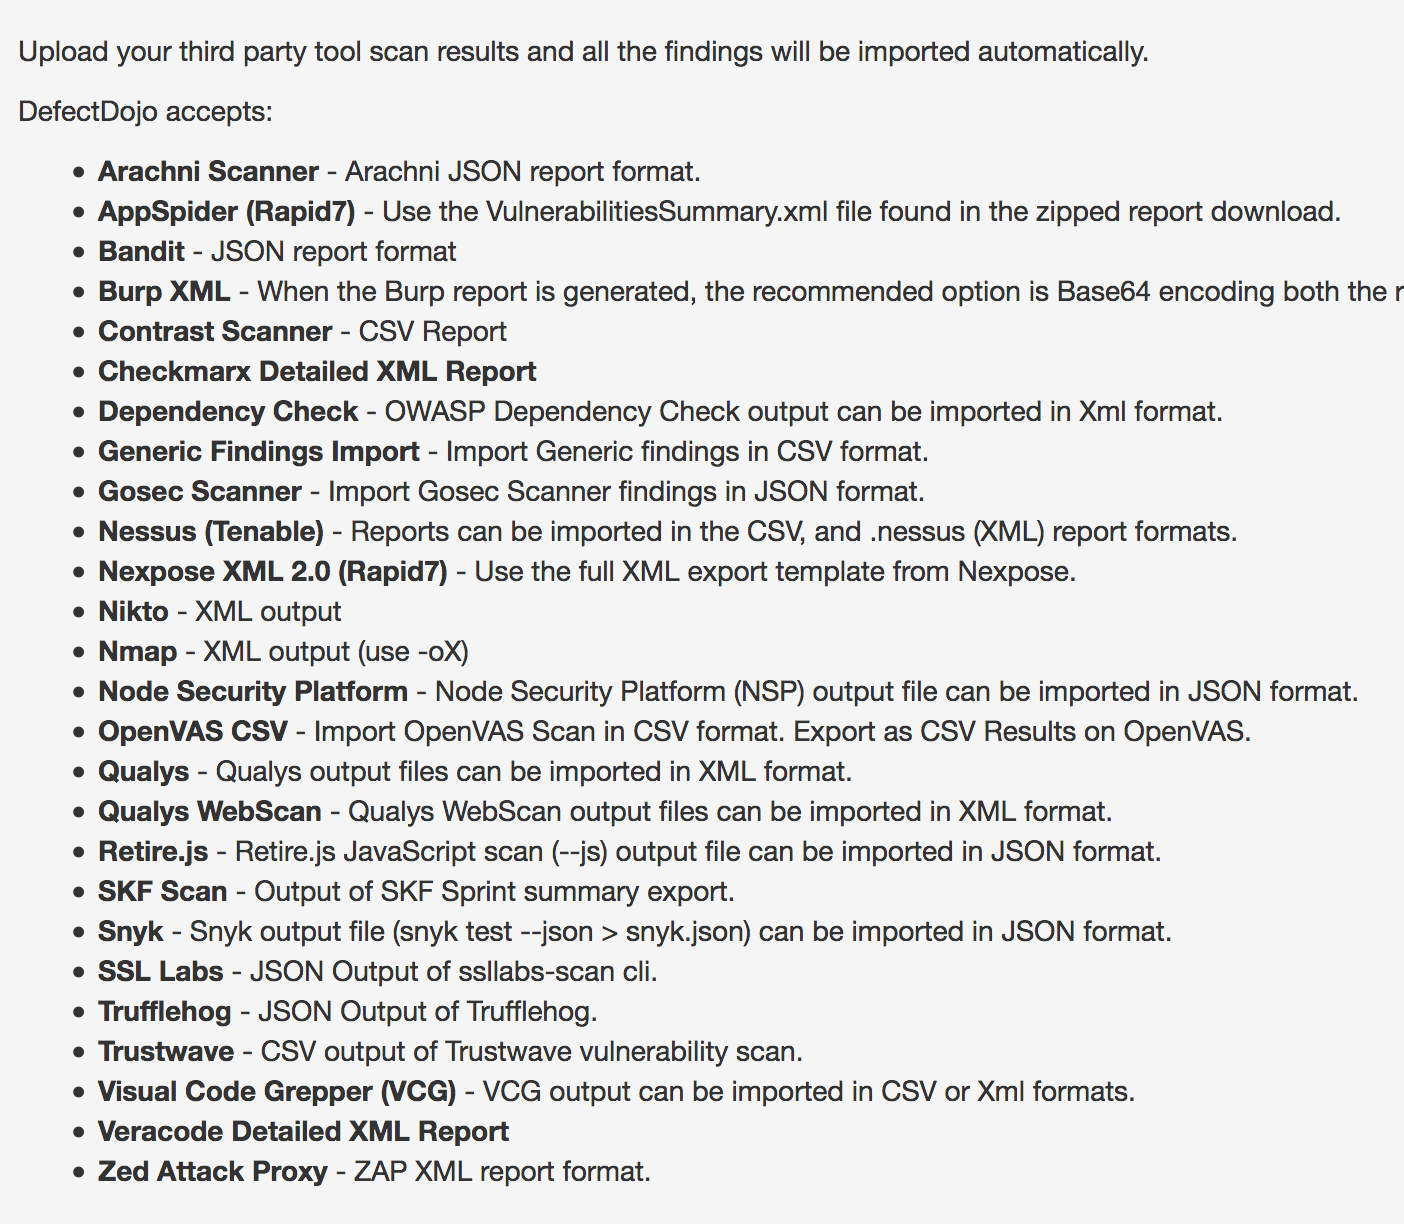 Upload your third party tool scan results and all the findings will be imported automatically.
DefectDojo accepts:
• Arachni Scanner - Arachni JSON report format.
• AppSpider (Rapid7) - Use the VulnerabilitiesSummary.xml file found in the zipped report download.
• Bandit - JSON report format
• Burp XML - When the Burp report is generated, the recommended option is Base64 encoding both the
• Contrast Scanner - CSV Report
• Checkmarx Detailed XML Report
• Dependency Check - OWASP Dependency Check output can be imported in Xml format.
• Generic Findings Import - Import Generic findings in CSV format.
• Gosec Scanner - Import Gosec Scanner findings in JSON format.
• Nessus (Tenable) - Reports can be imported in the CSV, and .nessus (XML) report formats.
• Nexpose XML 2.0 (Rapid7) - Use the full XML export template from Nexpose.
• Nikto - XML output
• Nmap - XML output (use -oX)
• Node Security Platform - Node Security Platform (NSP) output file can be imported in JSON format.
• OpenVAS CSV - Import OpenVAS Scan in CSV format. Export as CSV Results on OpenVAS.
• Qualys - Qualys output files can be imported in XML format.
• Qualys WebScan - Qualys WebScan output files can be imported in XML format.
• Retire.js - Retire.js JavaScript scan (--js) output file can be imported in JSON format.
• SKF Scan - Output of SKF Sprint summary export.
• Snyk - Snyk output file (snyk test --json > snyk.json) can be imported in JSON format.
• SSL Labs - JSON Output of ssllabs-scan cli.
• Trufflehog - JSON Output of Trufflehog.
• Trustwave - CSV output of Trustwave vulnerability scan.
• Visual Code Grepper (VCG) - VCG output can be imported in CSV or Xml formats.
• Veracode Detailed XML Report
• Zed Attack Proxy - ZAP XML report format.